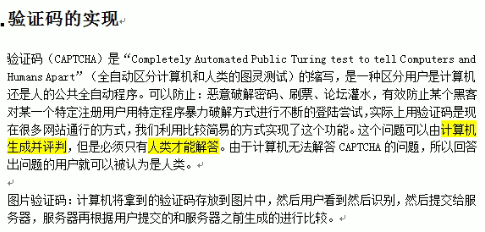 验证码的实现
验证码（CAPTCHA）是“Completely Automated Public Turing test to tell Computers and
Humans Apart”（全自动区分计算机和人类的图灵测试）的缩写，是一种区分用户是计算机
还是人的公共全自动程序。可以防止：恶意破解密码、刷票、论坛灌水，有效防止某个黑客
对某一个特定注册用户用特定程序暴力破解方式进行不断的登陆尝试，实际上用验证码是现
在很多网站通行的方式，我们利用比较简易的方式实现了这个功能。这个问题可以由计算机
生成并评判，但是必须只有人类才能解答。由于计算机无法解答 CAPTCHA 的问题，所以回答
出问题的用户就可以被认为是人类。
图片验证码：计算机将拿到的验证码存放到图片中，然后用户看到然后识别，然后提交给服
务器，服务器再根据用户提交的和服务器之前生成的进行比较。